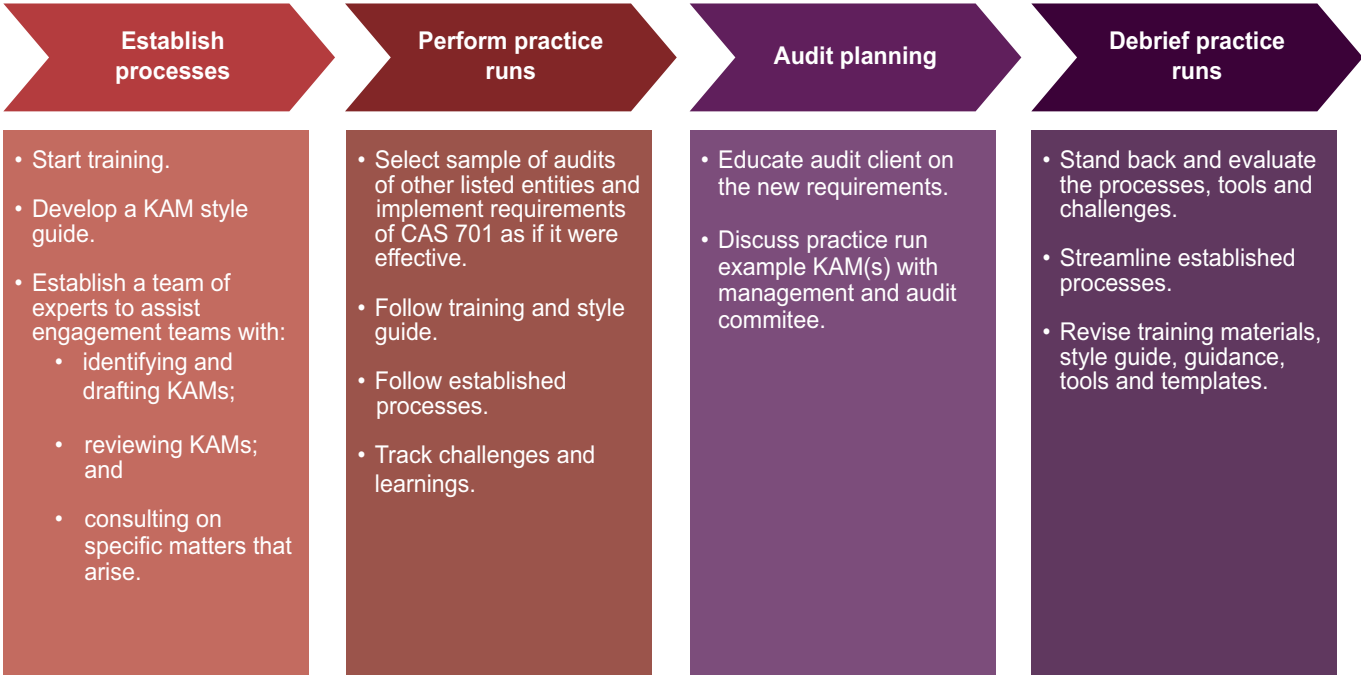 Establish
processes
• Start training.
• Develop a KAM style
guide.
• Establish a team of
experts to assist
engagement teams with:
• identifying and
drafting KAMs;
• reviewing KAMs;
and
• consulting on
specific matters that
arise.
Perform practice
runs
• Select sample of audits
of other listed entities and
implement requirements
of CAS 701 as if it were
effective.
• Follow training and style
guide.
• Follow established
processes.
• Track challenges and
learnings.
Audit planning
• Educate audit client on
the new requirements.
• Discuss practice run
example KAM(s) with
management and audit
commitee.
Debrief practice
runs
• Stand back and evaluate
the processes, tools and
challenges.
• Streamline established
processes.
• Revise training materials,
style guide, guidance,
tools and templates.